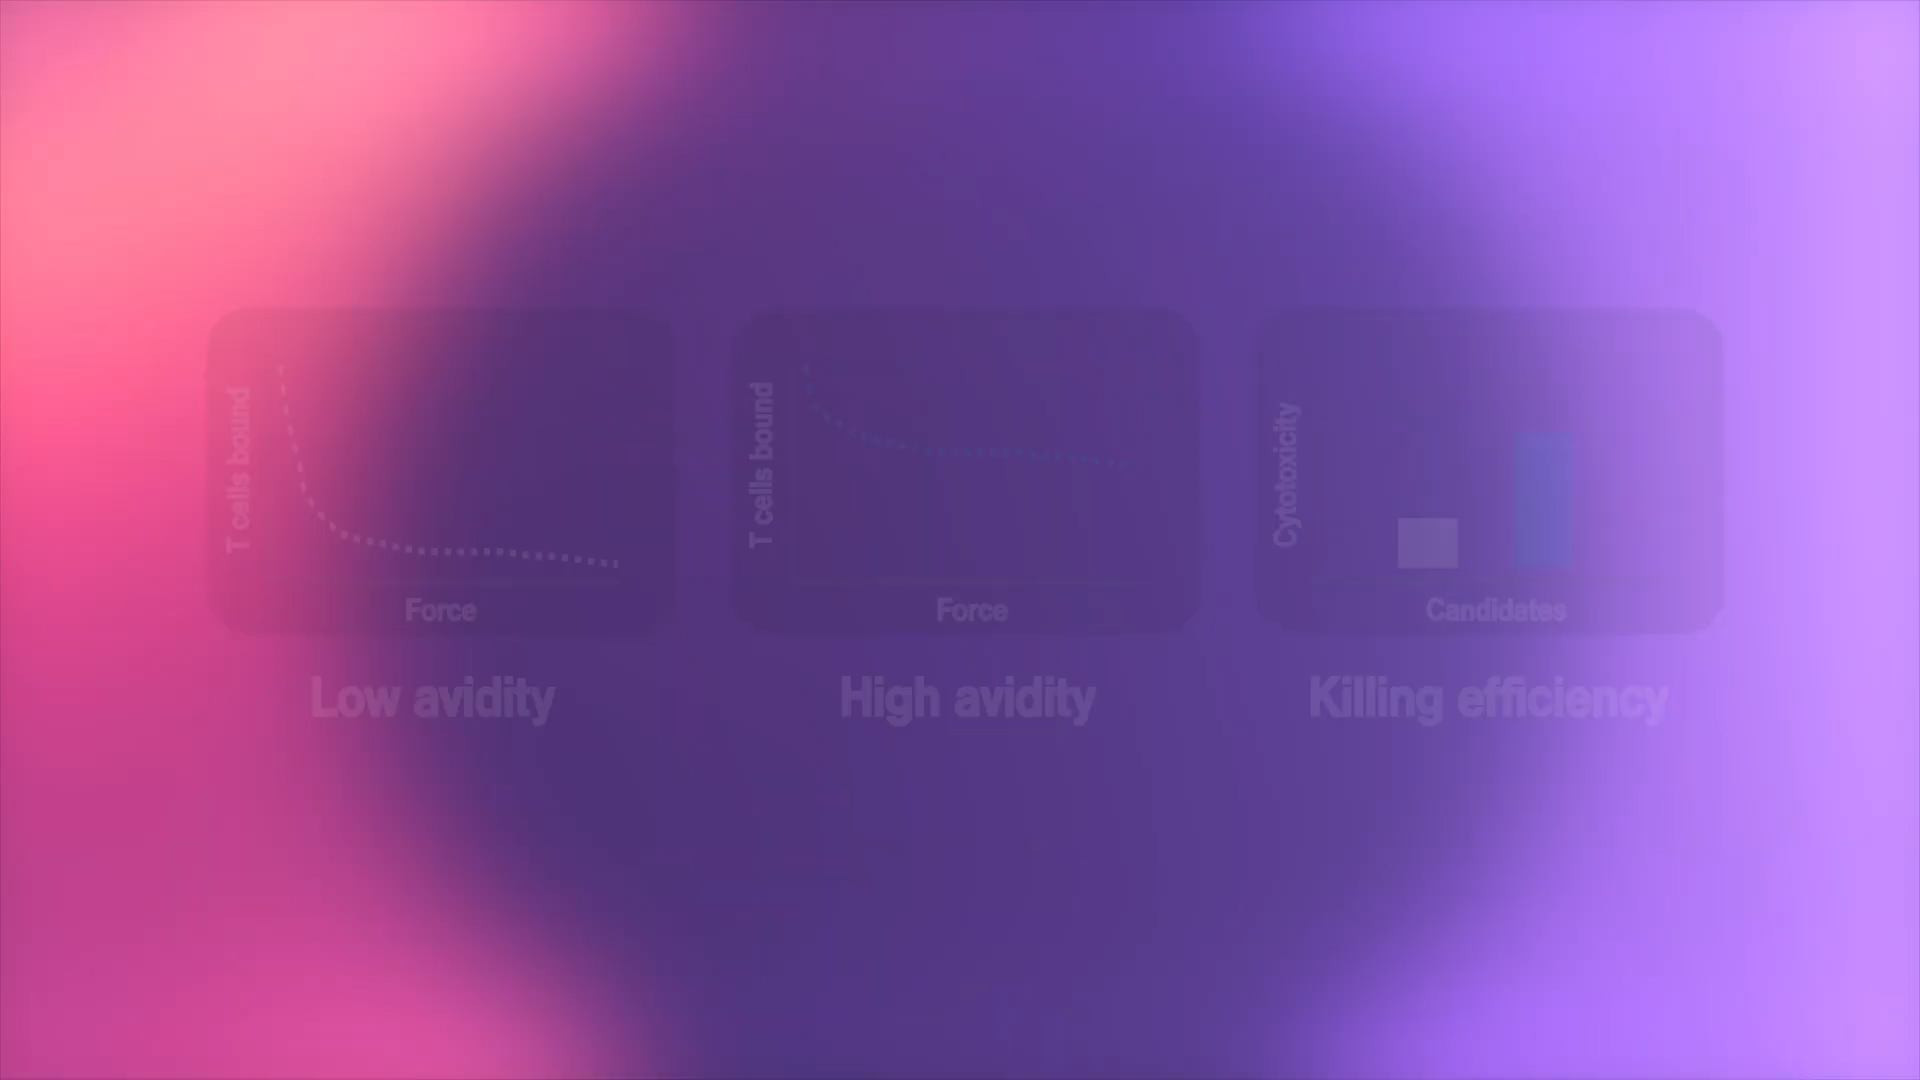 T cells bound
Force
Low avidity
T cells bound
Force
High avidity
Cytotoxicity
Candidates
Killing efficiency